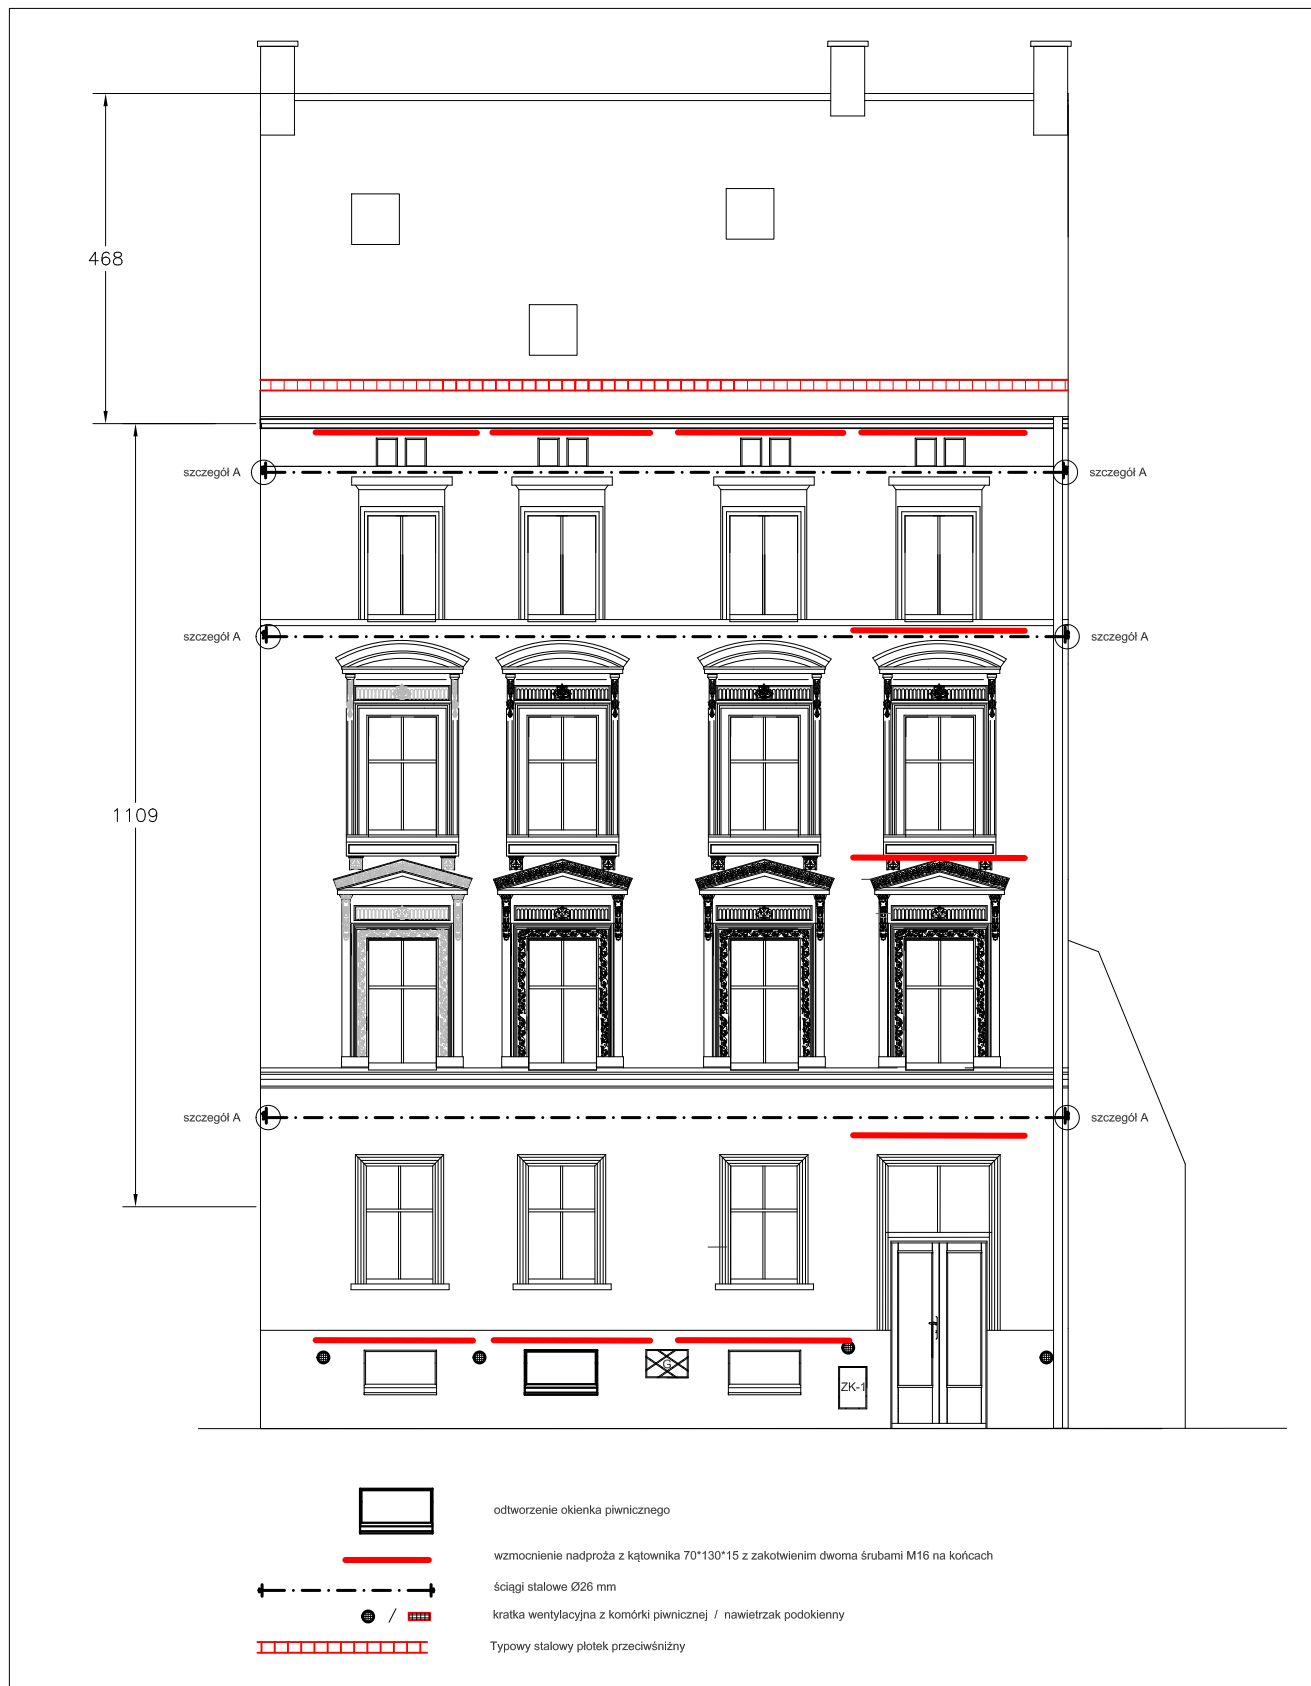 468
szczegół A
szczegół A
szczegół A
szczegół A
1109
szczegół A
szczegół A
G
ZK-1
odtworzenie okienka piwnicznego
wzmocnienie nadproża z kątownika 70*130*15 z zakotwienim dwoma śrubami M16 na końcach
ściągi stalowe Ø26 mm
/
kratka wentylacyjna z komórki piwnicznej / nawietrzak podokienny
Typowy stalowy płotek przeciwśniżny